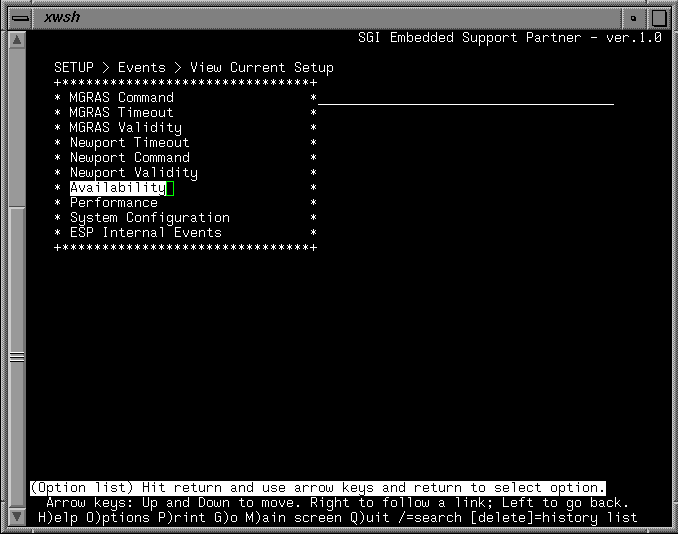 xwsh
SGI Embedded Support Partner - ver.1.0
SETUP > Events > View Current Setup
+*******************************+
* MGRAS Command *
* MGRAS Timeout *
* MGRAS Validity *
* Newport Timeout *
* Newport Command *
* Newport Validity *
* Availability *
* Performance *
* System Configuration *
* ESP Internal Events *
+*******************************+
(Option list) Hit return and use arrow keys and return to select option.
Arrow keys: Up and Down to move. Right to follow a link; Left to go back.
H)elp O)ptions P)rint G)o M)ain screen Q)uit /=search [delete]=history list